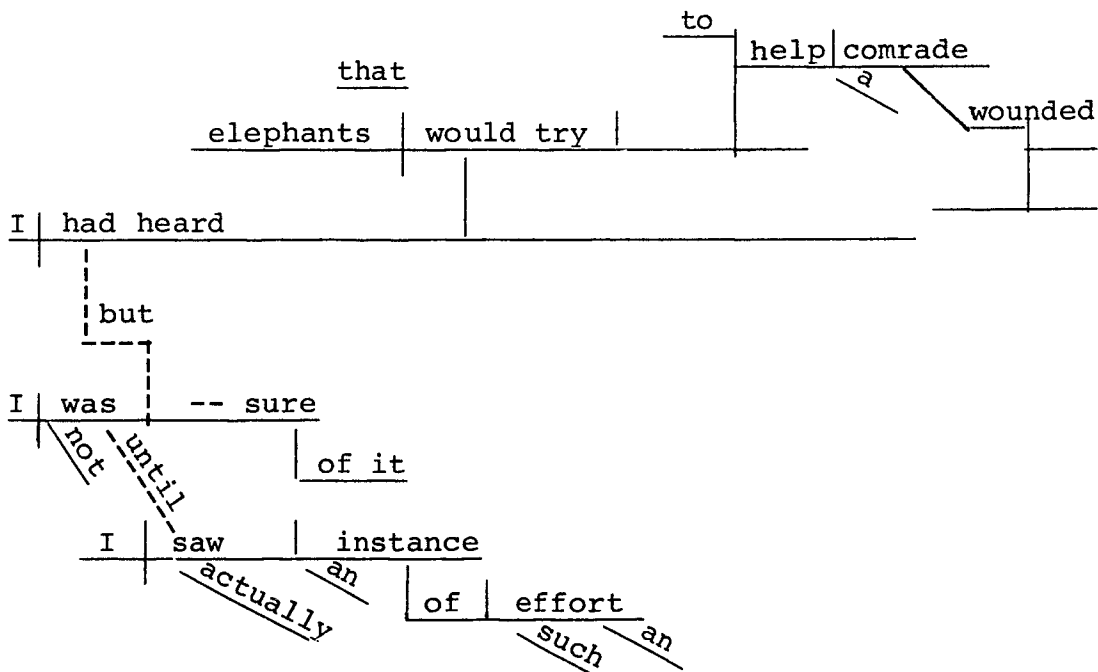 to
help comrade
a
that
wounded
elephants would try
I had heard
but
I was -- sure
not
until
of it
I saw instance
actually
an
of effort
such
an